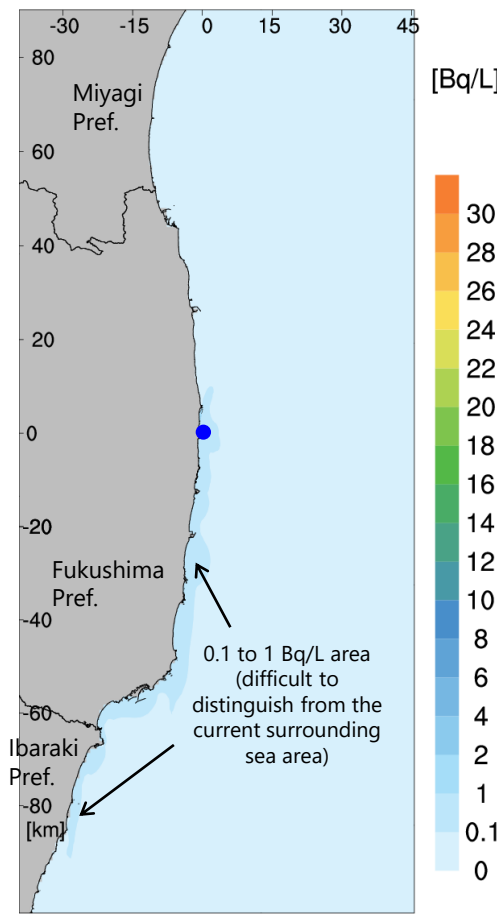 -30 -15 0 15 30 45
[Bq/L]
80
60
40
20
0
-20
-40
-60
-80
[km]
Miyagi
Pref.
Fukushima
Pref.
Ibaraki
Pref.
0.1 to 1 Bq/L area
(difficult to
distinguish from the
current surrounding
sea area)
30
28
26
24
22
20
18
16
14
12
10
8
6
4
2
1
0.1
0